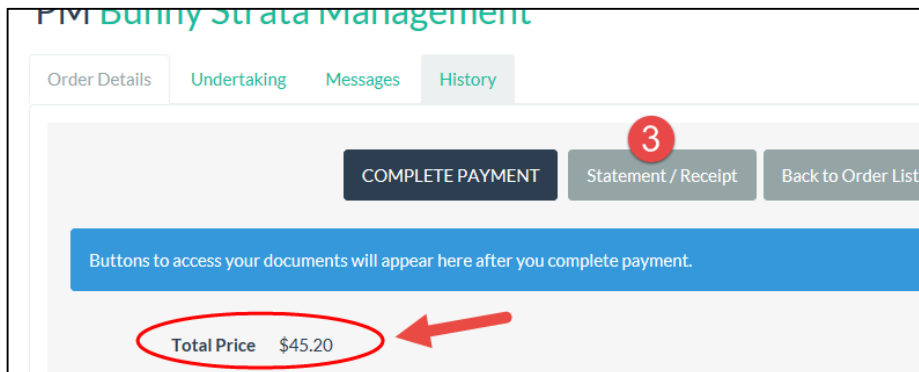 PM Bunny Strata Management
Order Details Undertaking Messages History
3
COMPLETE PAYMENT Statement / Receipt Back to Order List
Buttons to access your documents will appear here after you complete payment.
Total Price $45.20